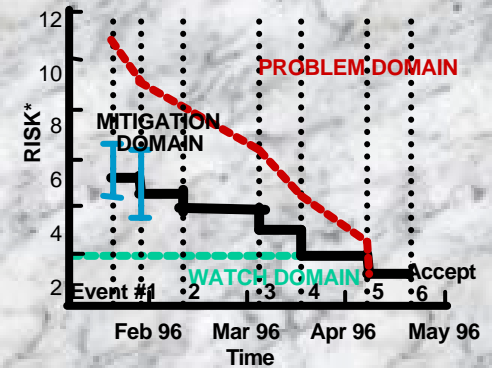 12
10
8
6
4
2
RISK*
PROBLEM DOMAIN
MITIGATION
DOMAIN
WATCH DOMAIN
Accept
Event #1 2 3 4 5 6
Feb 96 Mar 96 Apr 96 May 96
Time